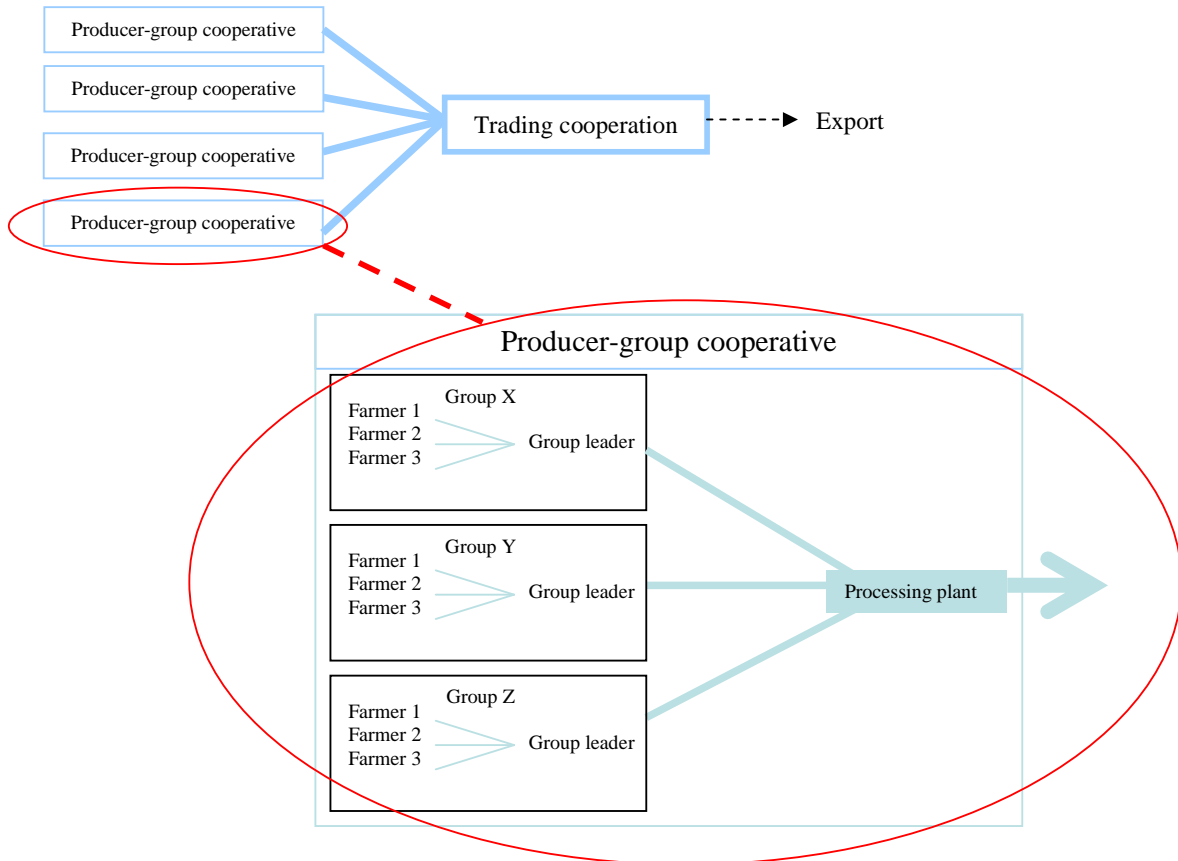 Producer-group cooperative
Producer-group cooperative
Producer-group cooperative
Producer-group cooperative
Trading cooperation
Export
Producer-group cooperative
Group X
Farmer 1
Farmer 2
Farmer 3
Group leader
Group Y
Farmer 1
Farmer 2
Farmer 3
Group leader
Group Z
Farmer 1
Farmer 2
Farmer 3
Group leader
Processing plant